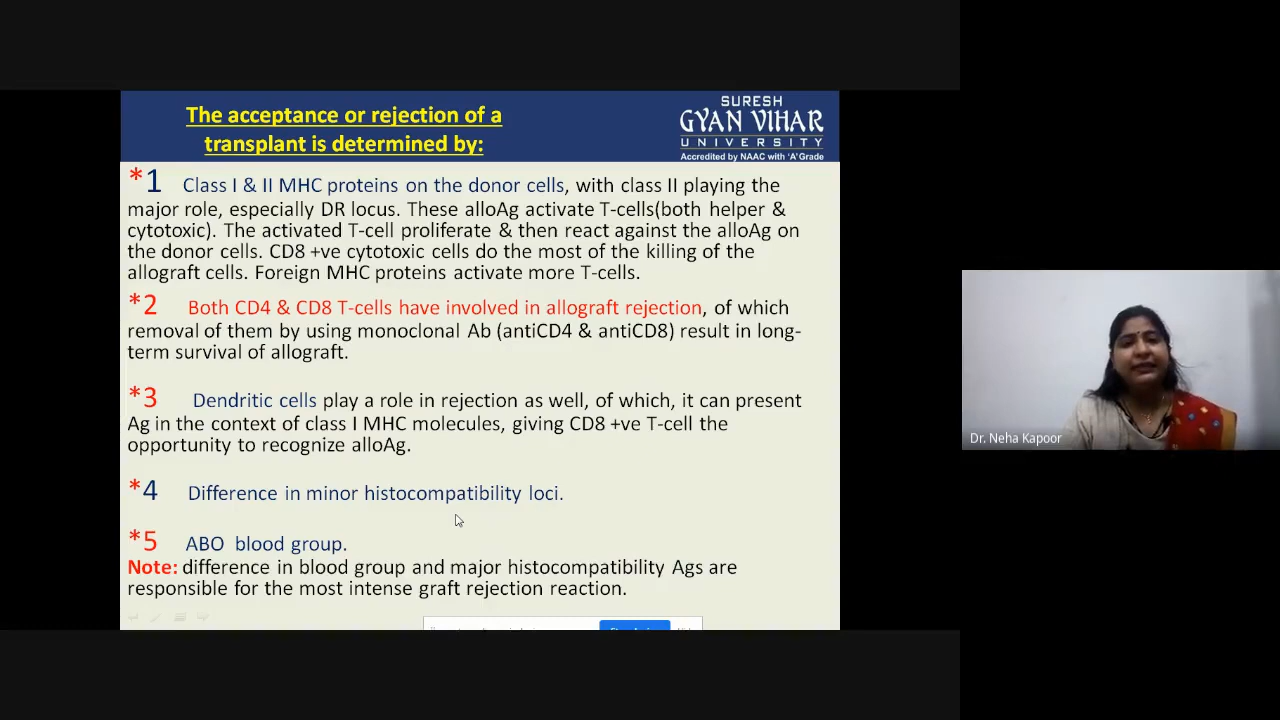 The acceptance or rejection of a
transplant is determined by:
SURESH
GYAN VIHAR
UNIVERSITY
Accredited by NAAC with 'A'Grade
*1 Class I & II MHC proteins on the donor cells, with class II playing the
major role, especially DR locus. These alloAg activate T-cells(both helper &
cytotoxic). The activated T-cell proliferate & then react against the alloAg on
the donor cells. CD8 +ve cytotoxic cells do the most of the killing of the
allograft cells. Foreign MHC proteins activate more T-cells.
*2 Both CD4 & CD8 T-cells have involved in allograft rejection, of which
removal of them by using monoclonal Ab (antiCD4 & antiCD8) result in long-
term survival of allograft.
*3 Dendritic cells play a role in rejection as well, of which, it can present
Ag in the context of class I MHC molecules, giving CD8 +ve T-cell the
opportunity to recognize alloAg.
*4 Difference in minor histocompatibility loci.
*5 ABO blood group.
Note: difference in blood group and major histocompatibility Ags are
responsible for the most intense graft rejection reaction.
Dr. Neha Kapoor